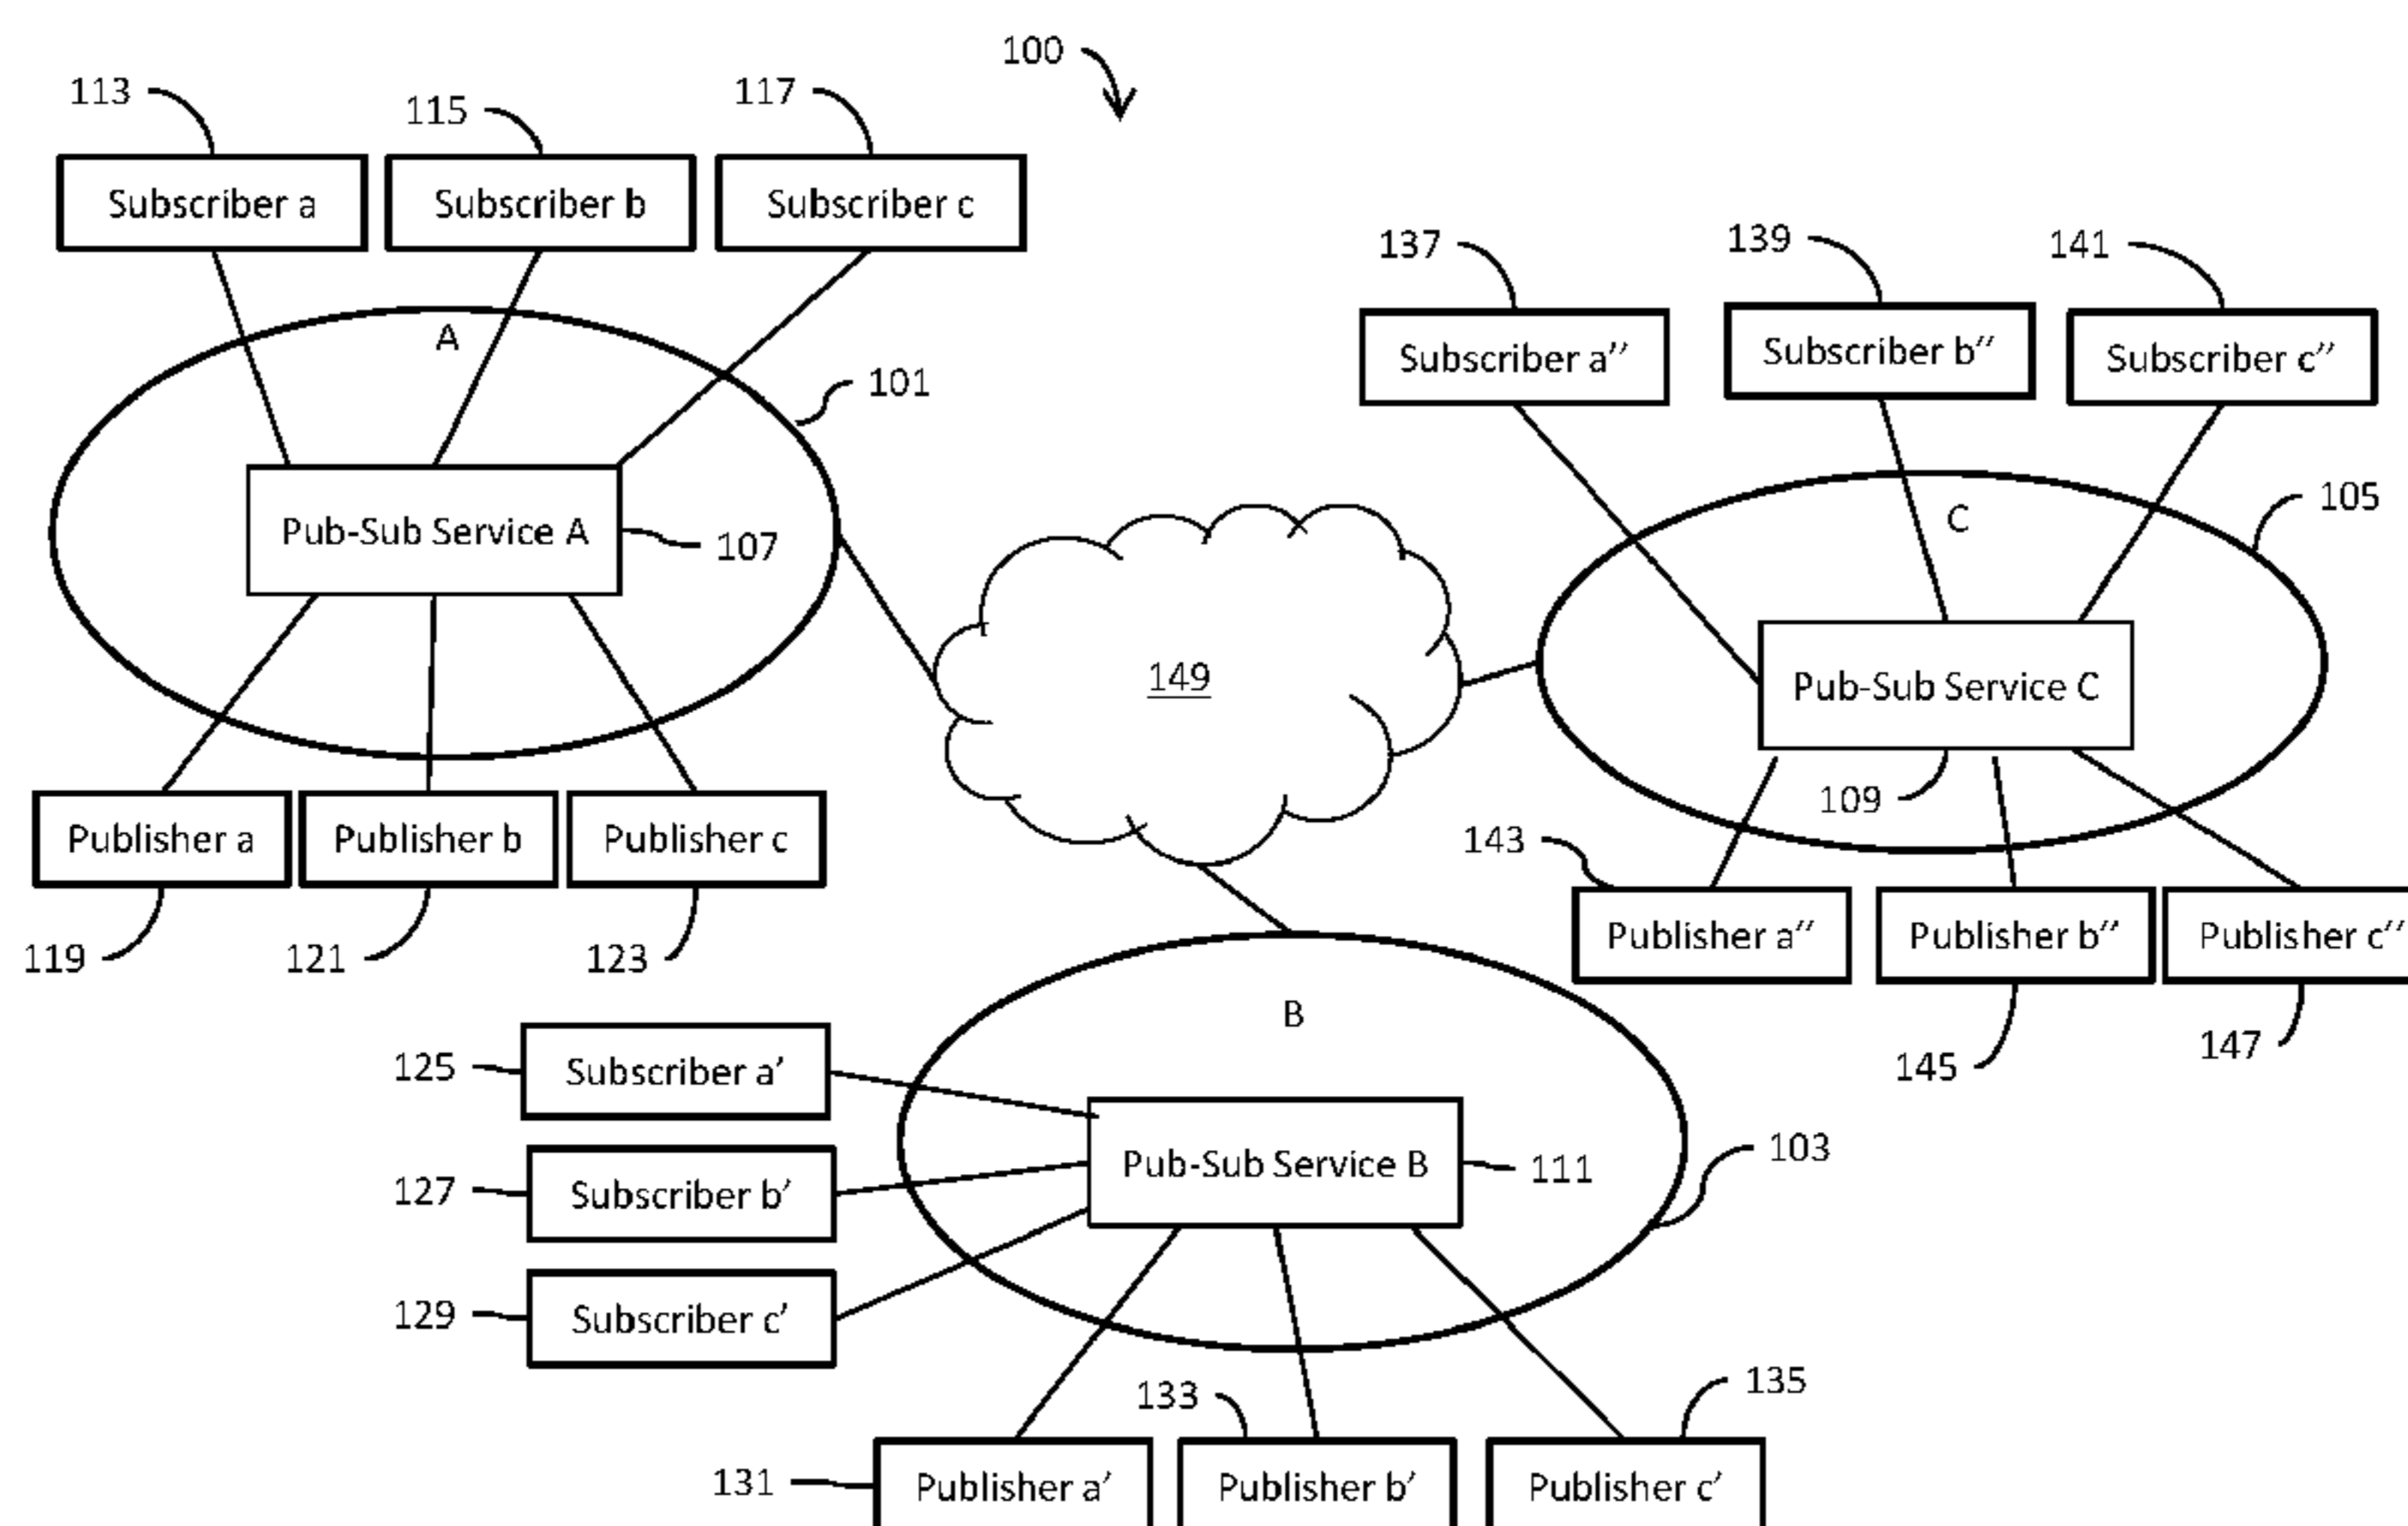 100
113
115
117
Subscriber a
Subscriber b
Subscriber c
A
101
Pub-Sub Service A
107
Publisher a
Publisher b
Publisher c
119
121
123
137
139
141
Subscriber a′′
Subscriber b′′
Subscriber c′′
C
105
Pub-Sub Service C
109
143
Publisher a′′
Publisher b′′
Publisher c′′
145
147
149
B
125
Subscriber a′
127
Subscriber b′
129
Subscriber c′
Pub-Sub Service B
111
103
133
135
131
Publisher a′
Publisher b′
Publisher c′